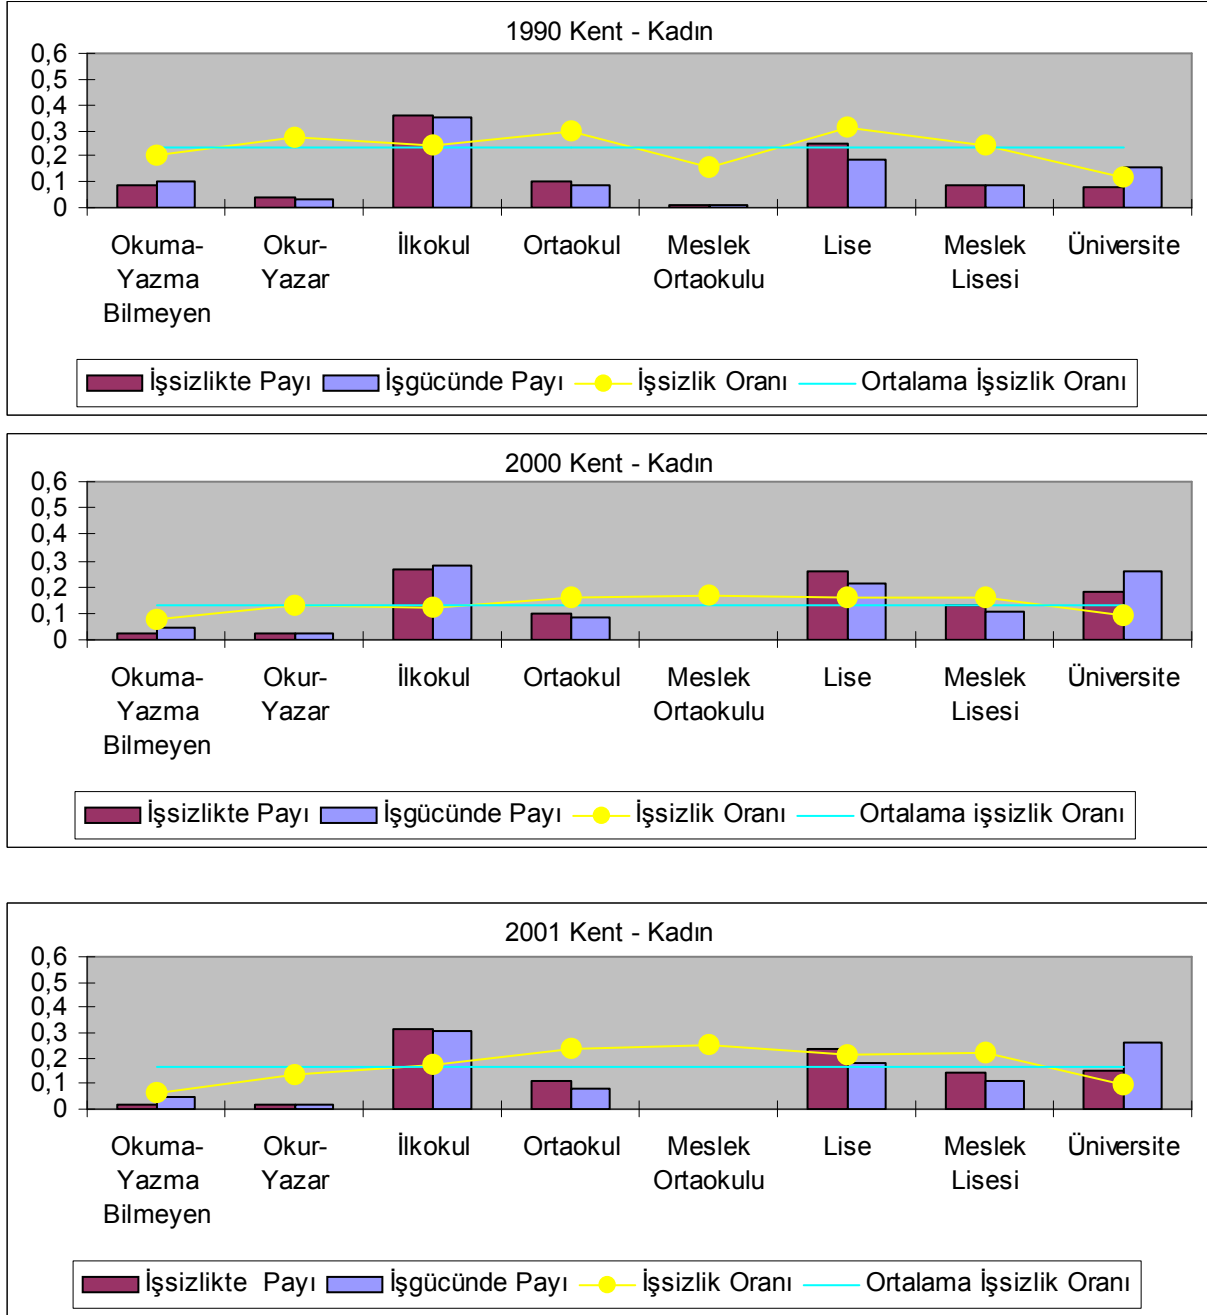 1990 Kent - Kadın
0,6
0,5
0,4
0,3
0,2
0,1
0
Okuma-
Yazma
Bilmeyen
Okur-
Yazar
İlkokul
Ortaokul
Meslek
Ortaokulu
Lise
Meslek
Lisesi
Üniversite
İşsizlikte Payı İşgücünde Payı İşsizlik Oranı Ortalama İşsizlik Oranı
2000 Kent - Kadın
0,6
0,5
0,4
0,3
0,2
0,1
0
Okuma-
Yazma
Bilmeyen
Okur-
Yazar
İlkokul
Ortaokul
Meslek
Ortaokulu
Lise
Meslek
Lisesi
Üniversite
İşsizlikte Payı İşgücünde Payı İşsizlik Oranı Ortalama işsizlik Oranı
2001 Kent - Kadın
0,6
0,5
0,4
0,3
0,2
0,1
0
Okuma-
Yazma
Bilmeyen
Okur-
Yazar
İlkokul
Ortaokul
Meslek
Ortaokulu
Lise
Meslek
Lisesi
Üniversite
İşsizlikte Payı İşgücünde Payı İşsizlik Oranı Ortalama İşsizlik Oranı